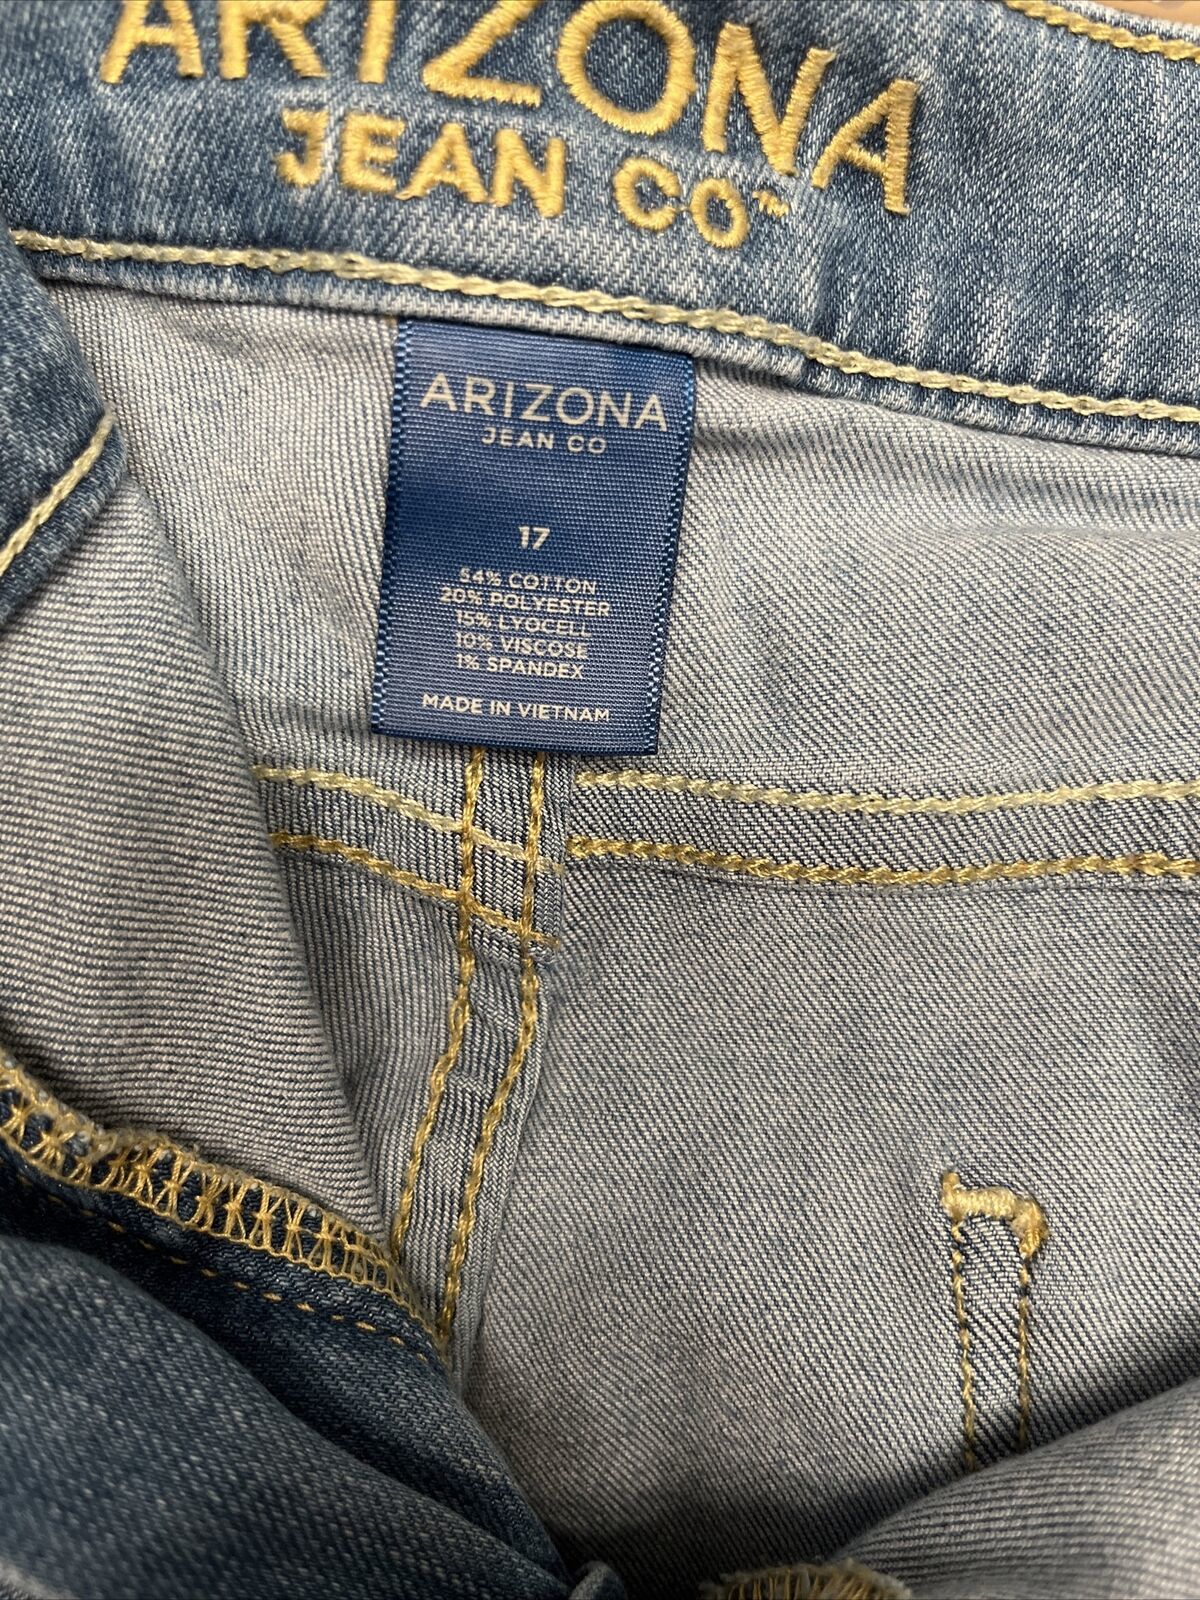 ARIZONA
JEAN CO™
ARIZONA
JEAN CO
17
54% COTTON
20% POLYESTER
15% LYOCELL
10% VISCOSE
1% SPANDEX
MADE IN VIETNAM